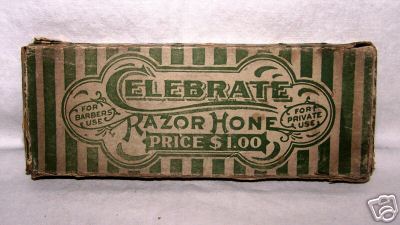 CELEBRATE
FOR
BARBERS
USE
RAZOR HONE
FOR
PRIVATE
USE
PRICE $1.00